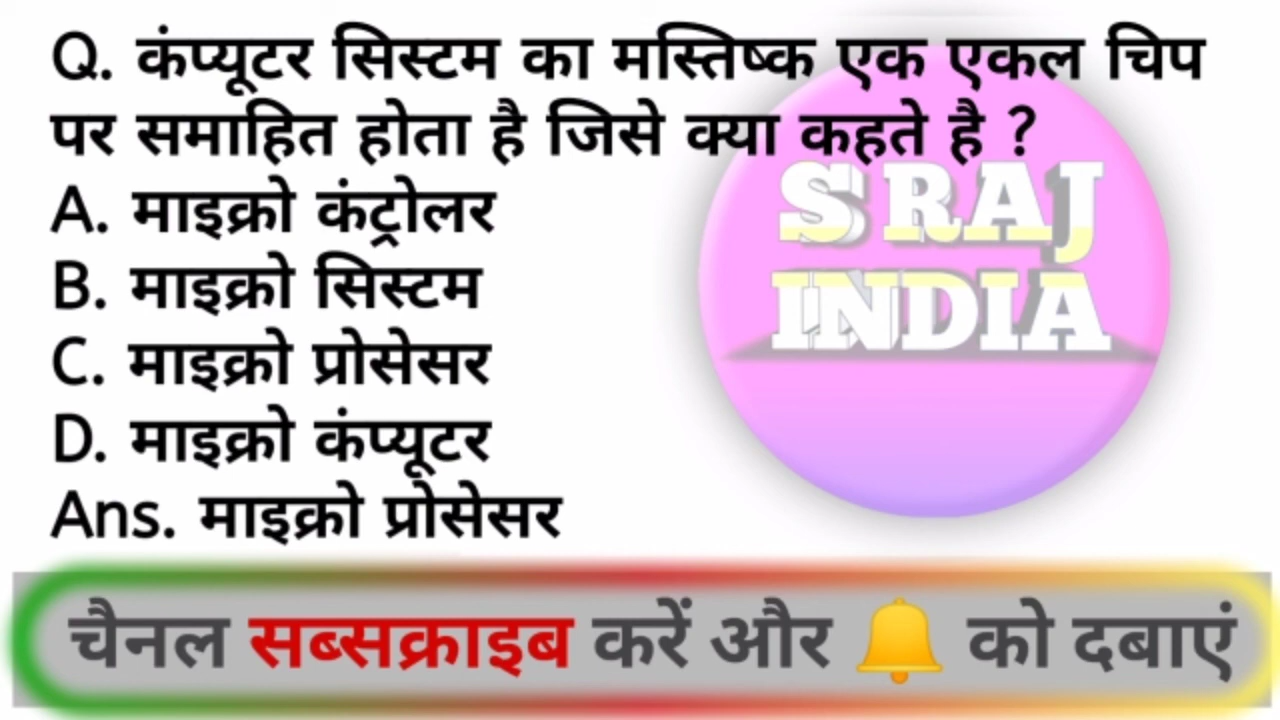 Q. कंप्यूटर सिस्टम का मस्तिष्क एक एकल चिप
पर समाहित होता है जिसे क्या कहते है ?
A. माइक्रो कंट्रोलर
B. माइक्रो सिस्टम
C. माइक्रो प्रोसेसर
D. माइक्रो कंप्यूटर
Ans. माइक्रो प्रोसेसर
S RAJ
INDIA
चैनल सब्सक्राइब करें और 🔔 को दबाएं